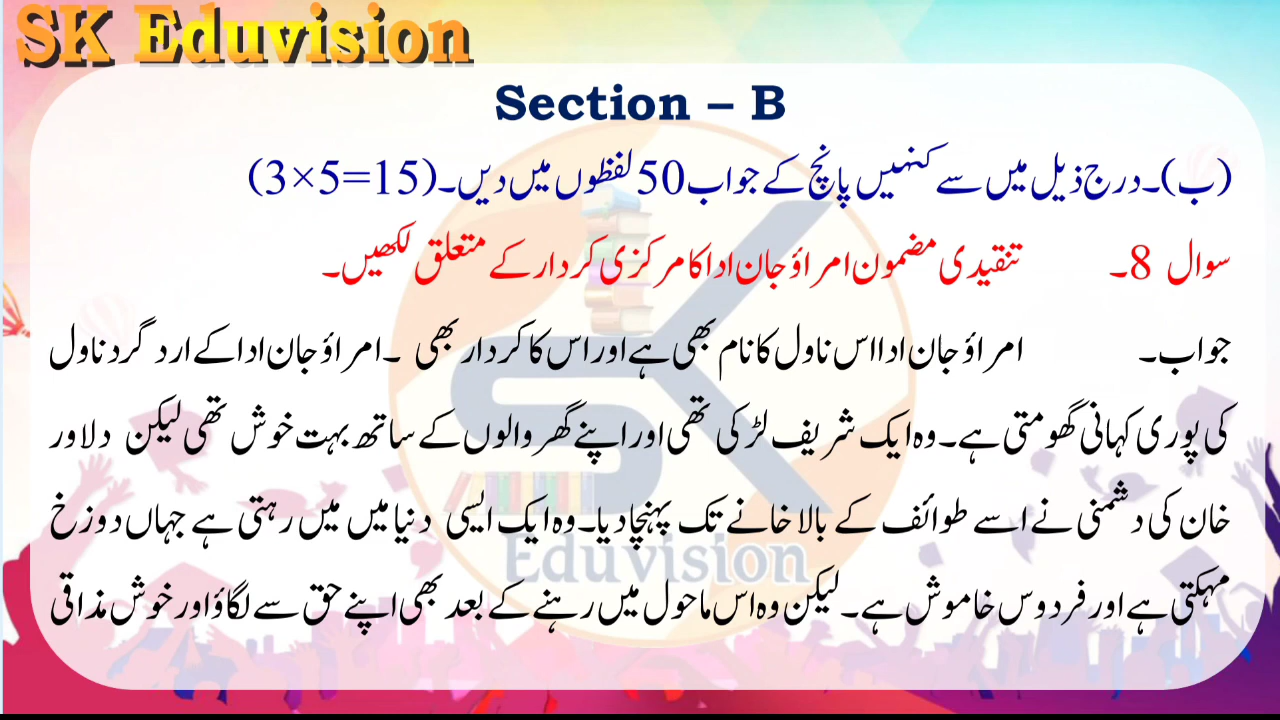 SK Eduvision
Section – B
(ب)۔درج ذیل میں سے کنہیں پانچ کے جواب 50 لفظوں میں دیں۔(3×5=15)
سوال 8۔ تنقیدی مضمون امراؤ جان ادا کا مرکزی کردار کے متعلق لکھیں۔
جواب۔ امراؤ جان ادا اس ناول کا نام بھی ہے اور اس کا کردار بھی ۔امراؤ جان ادا کے ارد گرد ناول
کی پوری کہانی گھومتی ہے۔وہ ایک شریف لڑکی تھی اور اپنے گھر والوں کے ساتھ بہت خوش تھی لیکن دلاور
خان کی دشمنی نے اسے طوائف کے بالا خانے تک پہنچا دیا۔وہ ایک ایسی دنیا میں میں رہتی ہے جہاں دوزخ
مہکتی ہے اور فردوس خاموش ہے۔لیکن وہ اس ماحول میں رہنے کے بعد بھی اپنے حق سے لگاؤ اور خوش مذاقی
SK
Eduvision